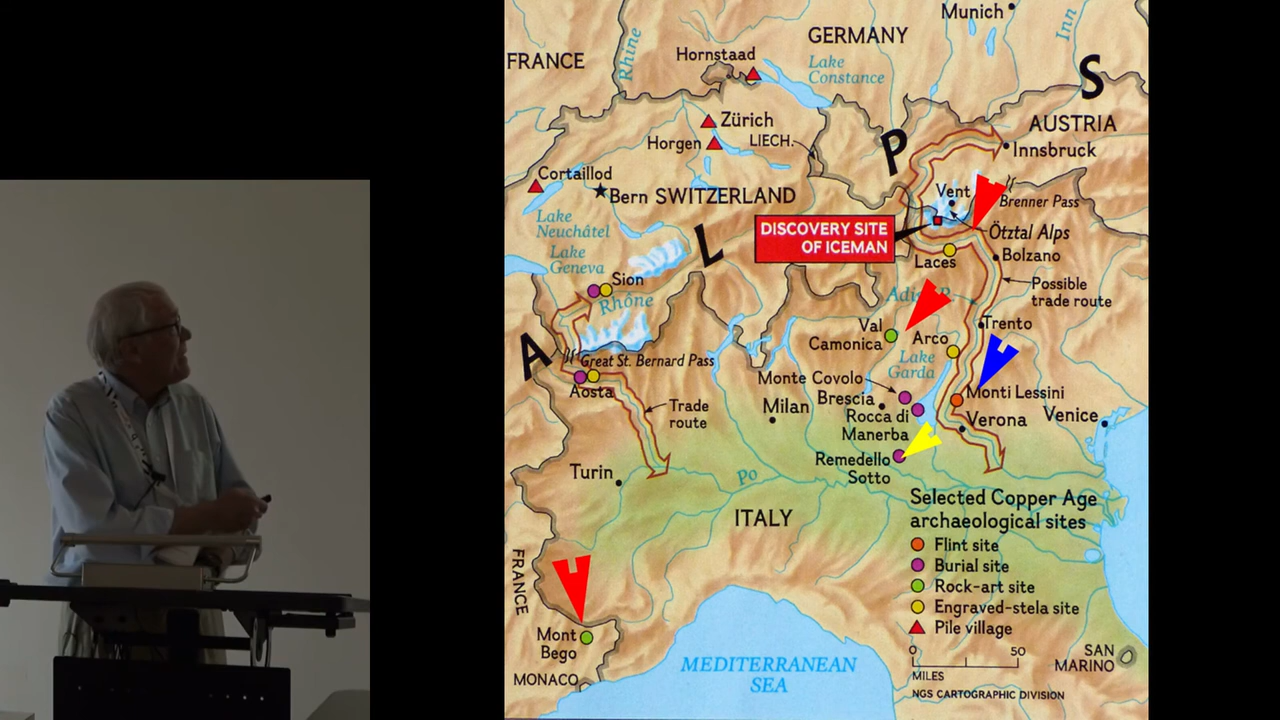 Munich
Inn
GERMANY
Rhine
Hornstaad
FRANCE
Lake
Constance
S
AUSTRIA
Zürich
P
LIECH.
Horgen
Innsbruck
Cortaillod
Vent
Bern
SWITZERLAND
Brenner Pass
Lake
Neuchâtel
DISCOVERY SITE
OF ICEMAN
Ötztal Alps
L
Lake
Geneva
Laces
Bolzano
Sion
Possible
trade route
Rhône
Val
Camonica
Trento
Arco
A
Great St. Bernard Pass
Lake
Garda
Aosta
Monte Covolo
Monti Lessini
Trade
route
Milan
Brescia
Rocca di
Manerba
Verona
Venice
Remedello
Sotto
Turin
Po
ITALY
Selected Copper Age
archaeological sites
Flint site
Burial site
Rock-art site
Engraved-stela site
Pile village
FRANCE
Mont
Bego
MONACO
MEDITERRANEAN
SEA
0
50
MILES
SAN
MARINO
NGS CARTOGRAPHIC DIVISION